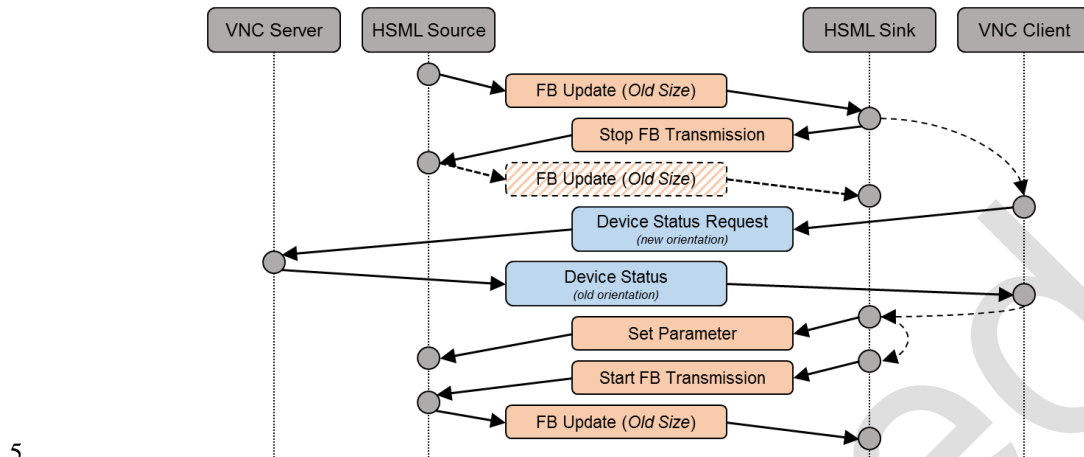 VNC Server HSML Source HSML Sink VNC Client
FB Update (Old Size)
Stop FB Transmission
FB Update (Old Size)
Device Status Request
(new orientation)
Device Status
(old orientation)
Set Parameter
Start FB Transmission
FB Update (Old Size)
5